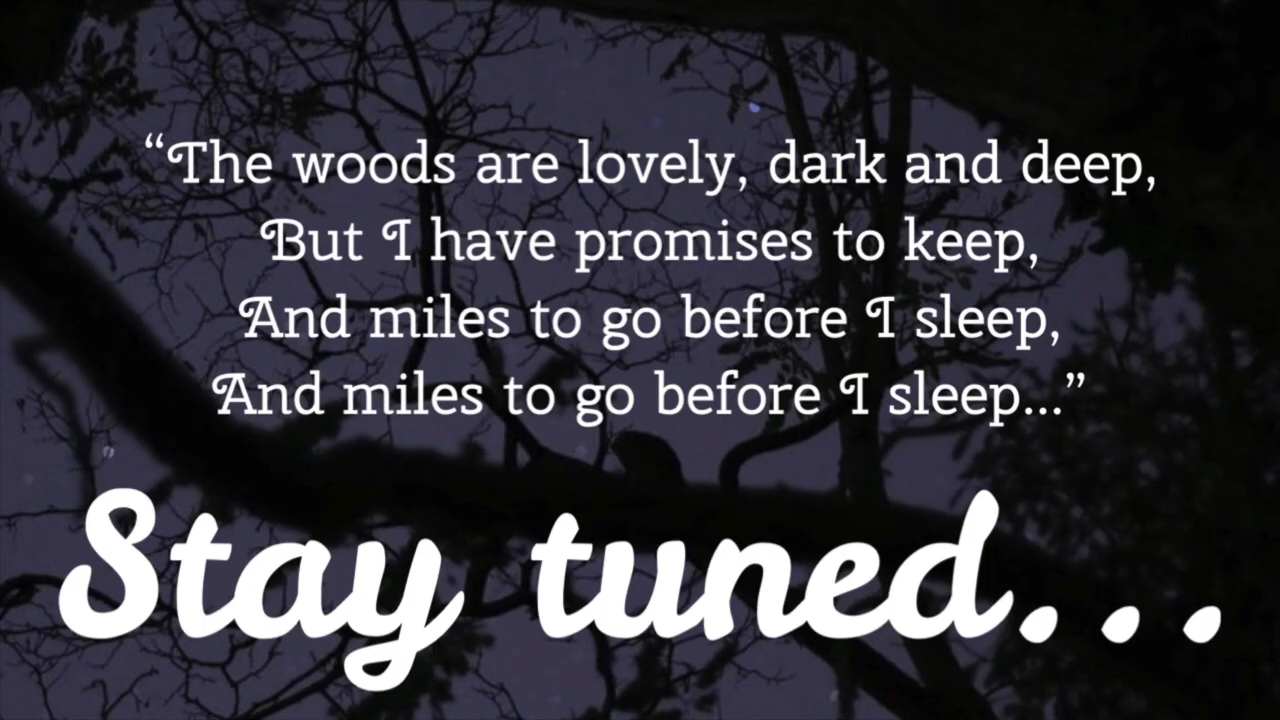 “The woods are lovely, dark and deep,
But I have promises to keep,
And miles to go before I sleep,
And miles to go before I sleep...”
Stay tuned...